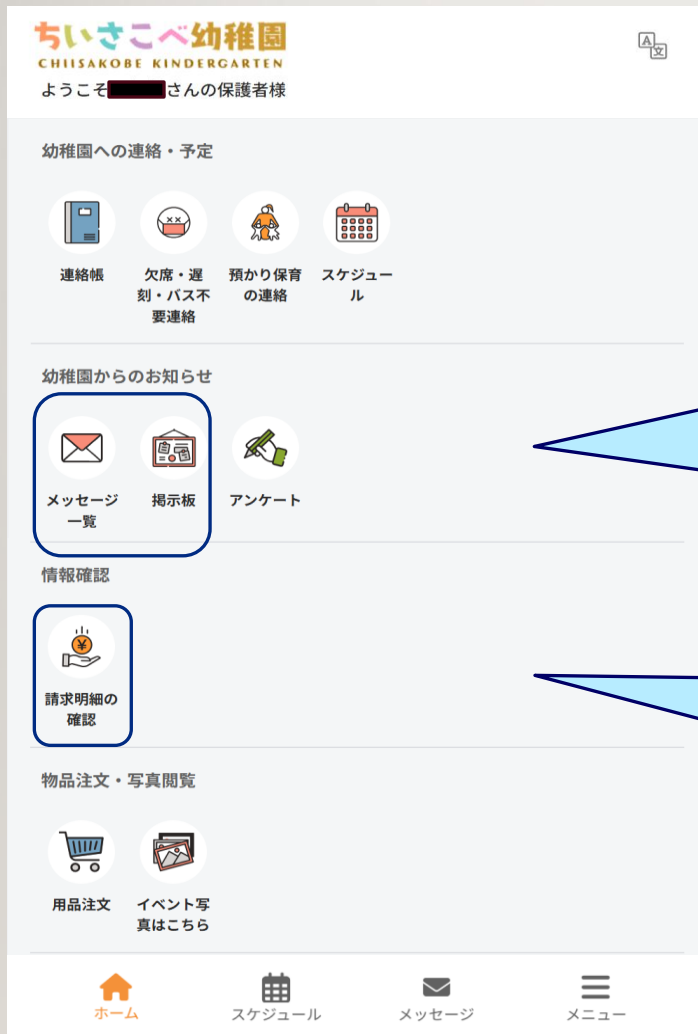 ちいさこべ幼稚園
CHIISAKOBE KINDERGARTEN
ようこそ さんの保護者様
A文
幼稚園への連絡・予定
連絡帳
欠席・遅
刻・バス不
要連絡
預かり保育
の連絡
スケジュー
ル
幼稚園からのお知らせ
メッセージ
一覧
掲示板
アンケート
情報確認
¥
請求明細の
確認
物品注文・写真閲覧
用品注文
イベント写
真はこちら
ホーム
スケジュール
メッセージ
メニュー